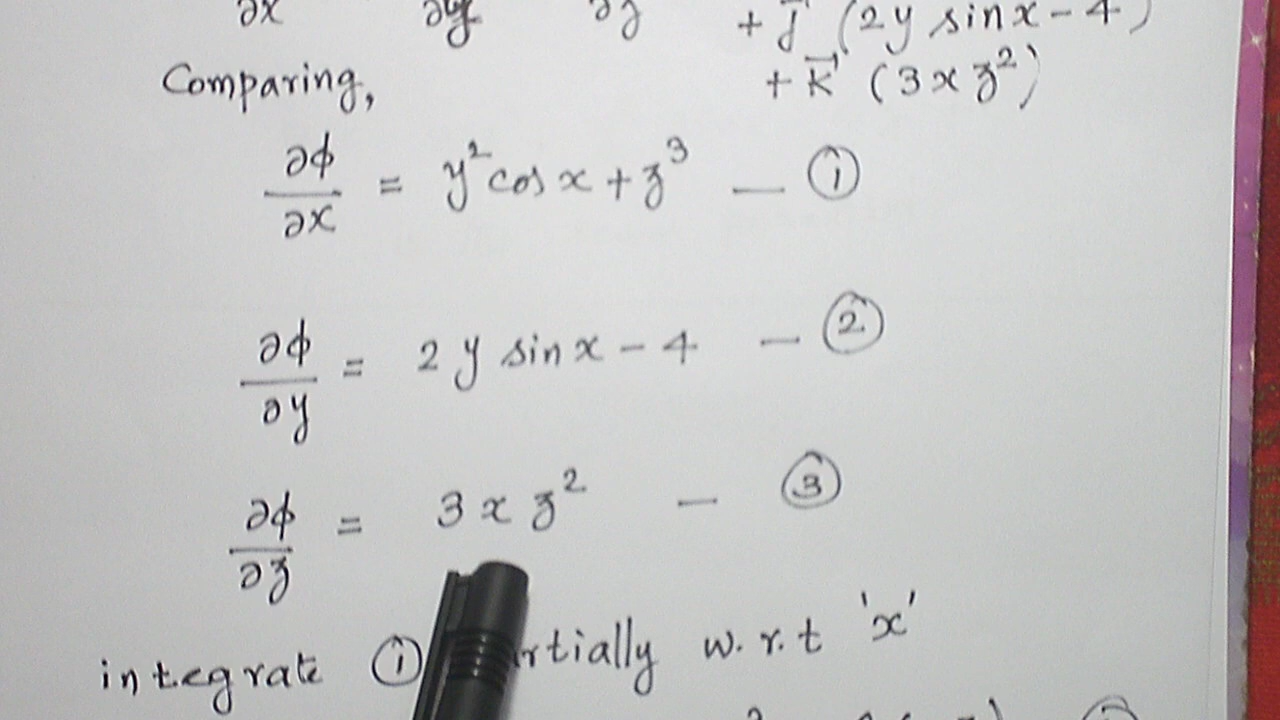 ∂x ∂y ∂z + j⃗ (2y sin x - 4)
Comparing, + k⃗ (3xz²)
∂ϕ/∂x = y² cos x + z³ — ①
∂ϕ/∂y = 2y sin x - 4 — ②
∂ϕ/∂z = 3xz² — ③
integrate ① rtially w.r.t 'x'